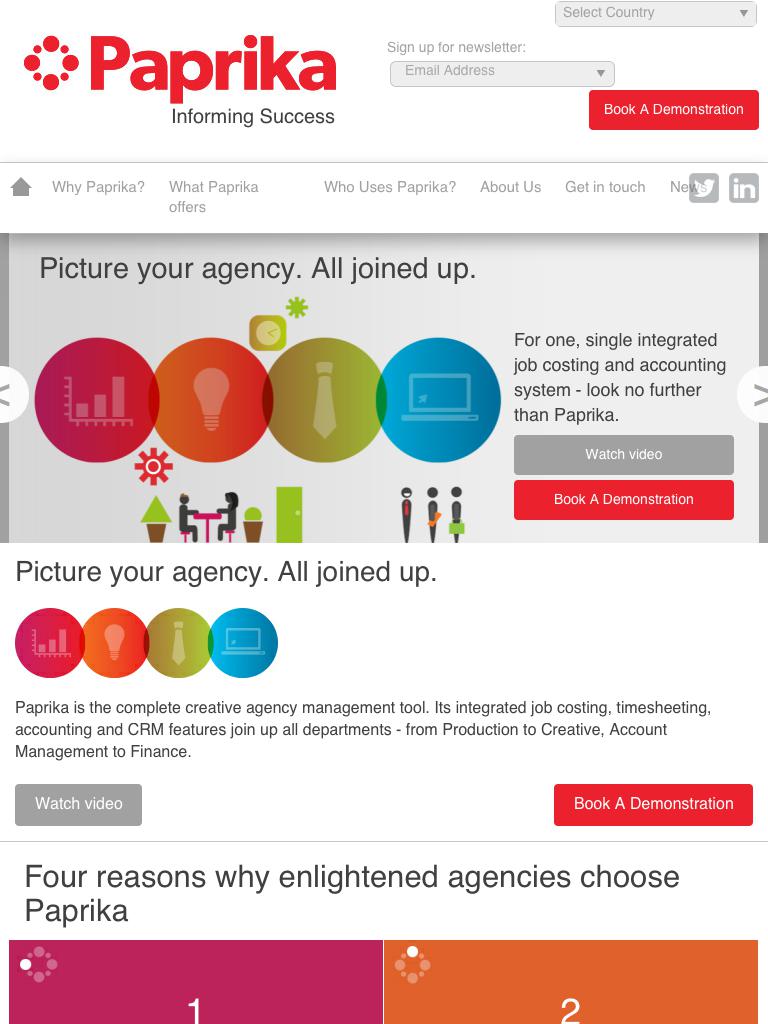 Select Country
Paprika
Informing Success
Sign up for newsletter:
Email Address
Book A Demonstration
Why Paprika?
What Paprika
offers
Who Uses Paprika?
About Us
Get in touch
News
Picture your agency. All joined up.
For one, single integrated
job costing and accounting
system - look no further
than Paprika.
Watch video
Book A Demonstration
<
>
Picture your agency. All joined up.
Paprika is the complete creative agency management tool. Its integrated job costing, timesheeting,
accounting and CRM features join up all departments - from Production to Creative, Account
Management to Finance.
Watch video
Book A Demonstration
Four reasons why enlightened agencies choose
Paprika
1
2